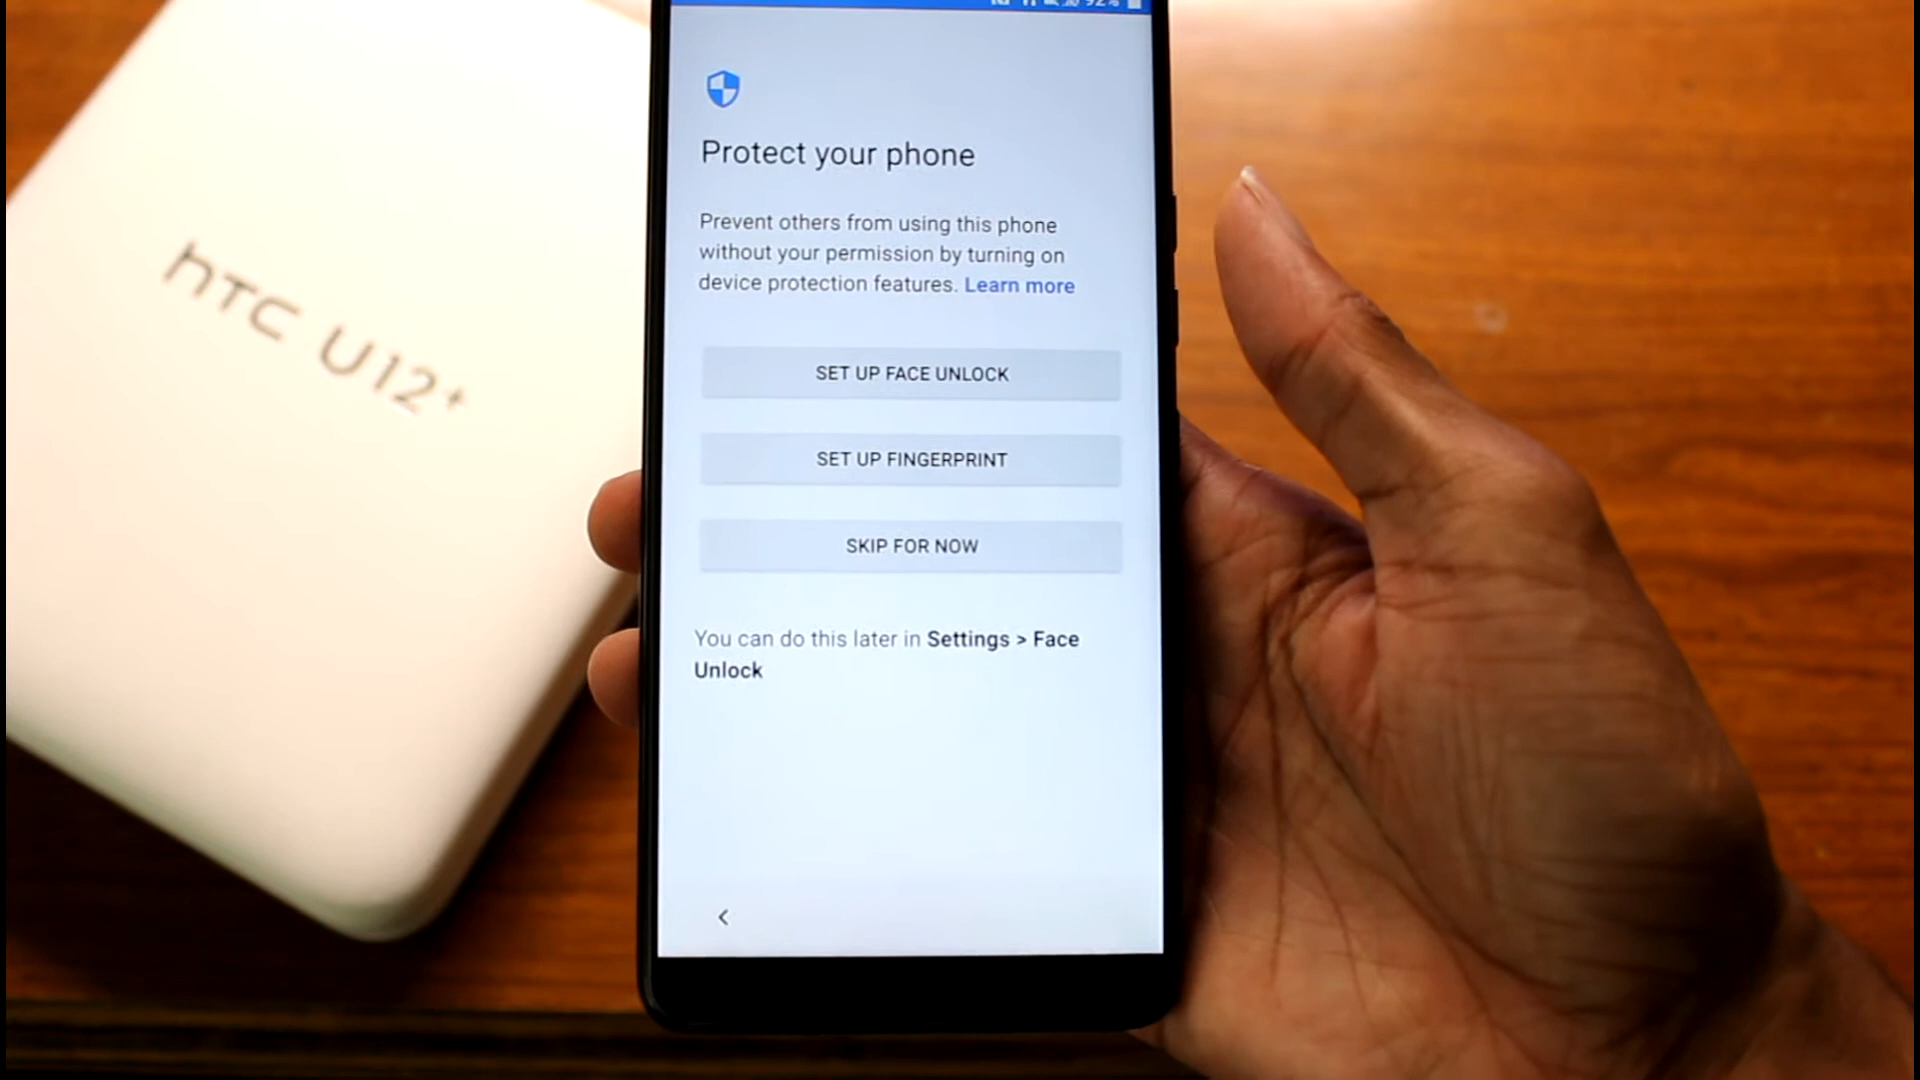 92%
Protect your phone
Prevent others from using this phone
without your permission by turning on
device protection features. Learn more
SET UP FACE UNLOCK
SET UP FINGERPRINT
SKIP FOR NOW
You can do this later in Settings > Face
Unlock
hTC U12+